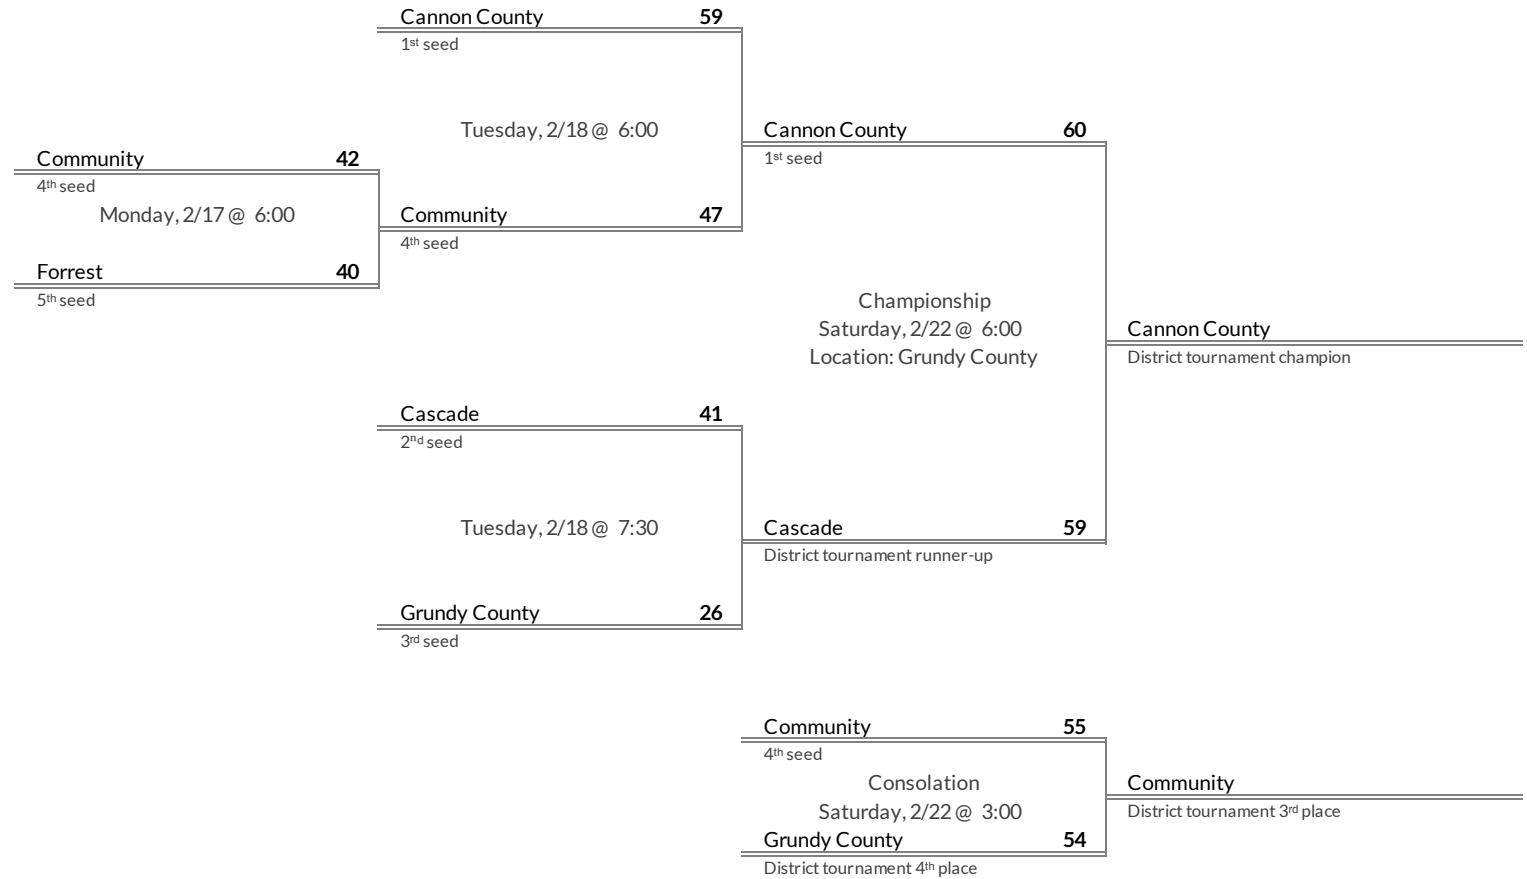 Cannon County 59
1st seed
Tuesday, 2/18 @ 6:00
Cannon County 60
1st seed
Community 42
4th seed
Monday, 2/17 @ 6:00
Community 47
4th seed
Forrest 40
5th seed
Championship
Saturday, 2/22 @ 6:00
Location: Grundy County
Cannon County
District tournament champion
Cascade 41
2nd seed
Tuesday, 2/18 @ 7:30
Cascade 59
District tournament runner-up
Grundy County 26
3rd seed
Community 55
4th seed
Consolation
Saturday, 2/22 @ 3:00
Community
District tournament 3rd place
Grundy County 54
District tournament 4th place